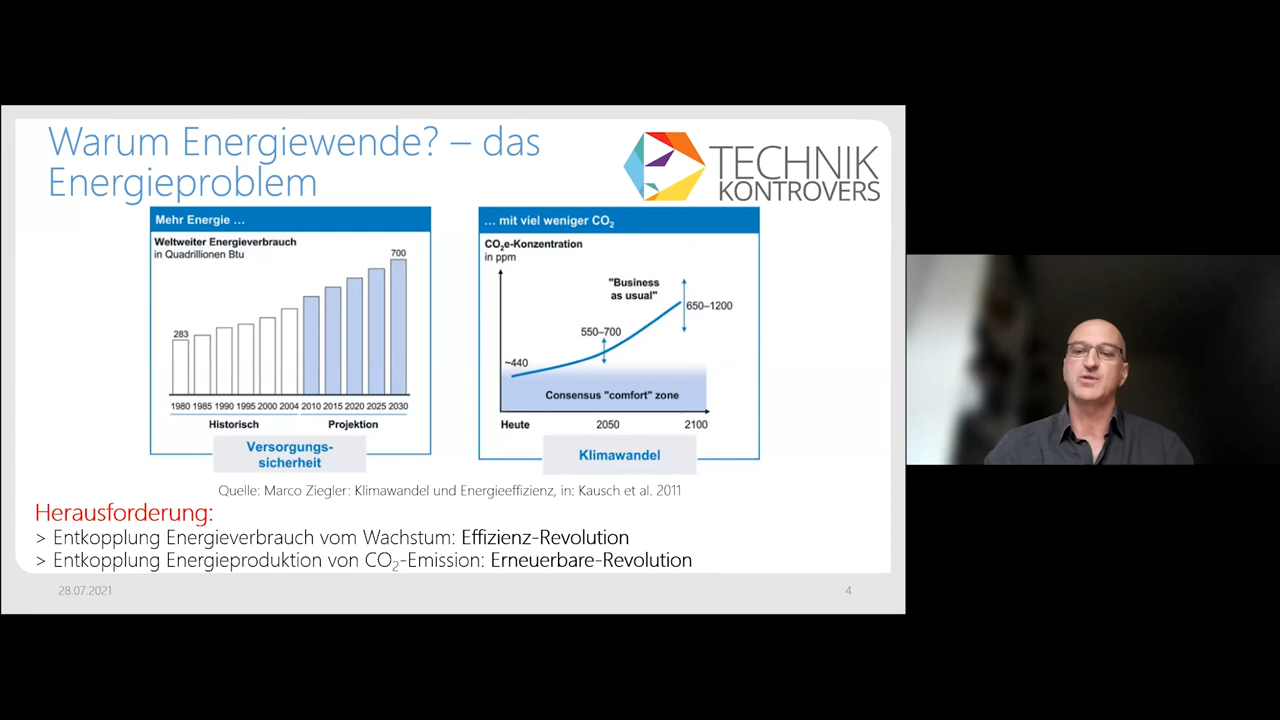 Warum Energiewende? – das
Energieproblem
TECHNIK
KONTROVERS
Mehr Energie …
Weltweiter Energieverbrauch
in Quadrillionen Btu
700
283
1980 1985 1990 1995 2000 2004 2010 2015 2020 2025 2030
Historisch Projektion
Versorgungs-
sicherheit
… mit viel weniger CO₂
CO₂e-Konzentration
in ppm
"Business
as usual"
650–1200
550–700
~440
Consensus "comfort" zone
Heute 2050 2100
Klimawandel
Quelle: Marco Ziegler: Klimawandel und Energieeffizienz, in: Kausch et al. 2011
Herausforderung:
> Entkopplung Energieverbrauch vom Wachstum: Effizienz-Revolution
> Entkopplung Energieproduktion von CO₂-Emission: Erneuerbare-Revolution
28.07.2021 4